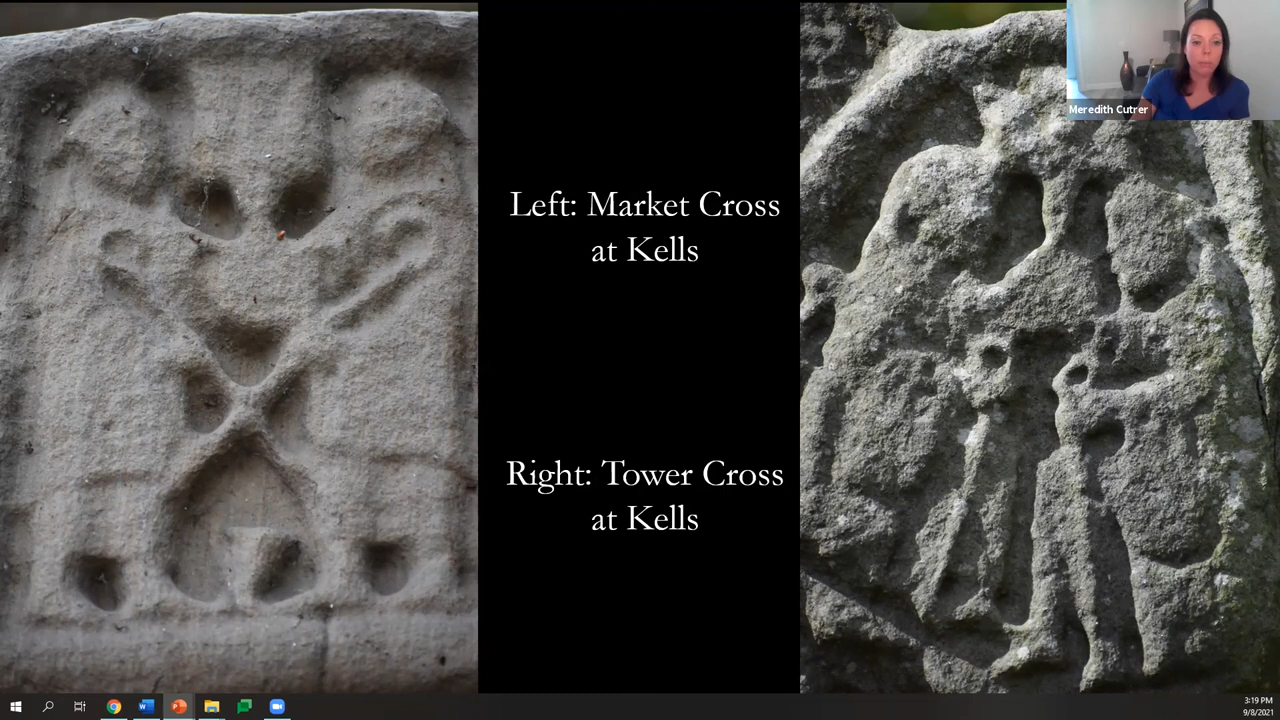 Meredith Cutrer
Left: Market Cross
at Kells
Right: Tower Cross
at Kells
3:19 PM
9/8/2021